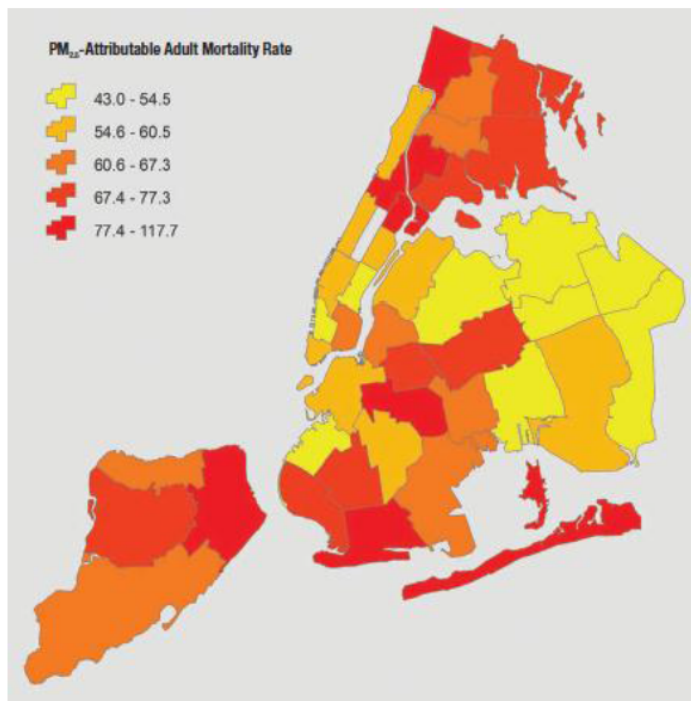 PM₂.₅-Attributable Adult Mortality Rate
43.0 - 54.5
54.6 - 60.5
60.6 - 67.3
67.4 - 77.3
77.4 - 117.7